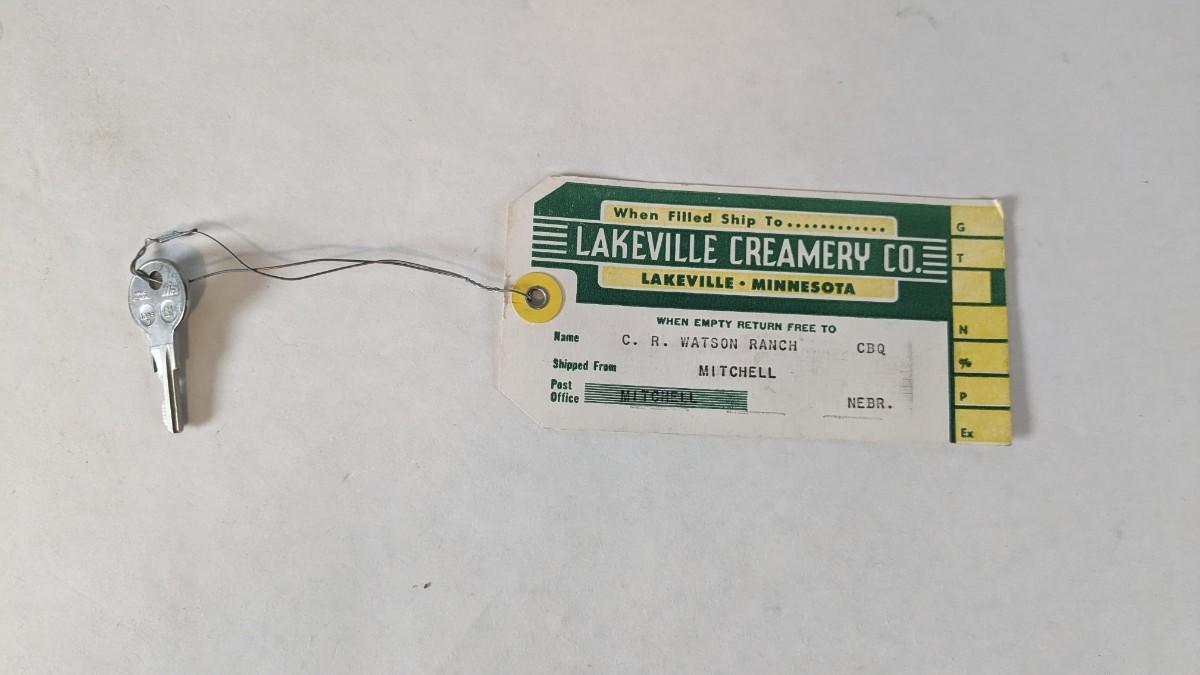 When Filled Ship To............
LAKEVILLE CREAMERY CO.
LAKEVILLE • MINNESOTA
WHEN EMPTY RETURN FREE TO
Name C. R. WATSON RANCH CBQ
Shipped From MITCHELL
Post Office MITCHELL NEBR.
G
T
N
%
P
Ex